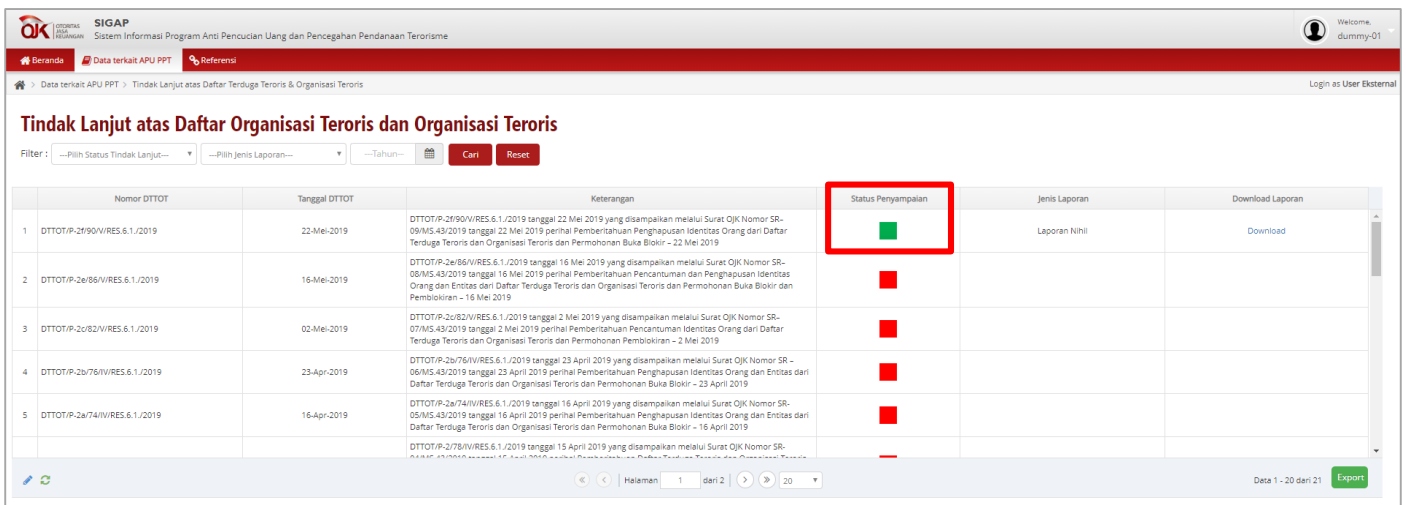 OJK OTORITAS JASA KEUANGAN
SIGAP
Sistem Informasi Program Anti Pencucian Uang dan Pencegahan Pendanaan Terorisme
Welcome,
dummy-01
Beranda Data terkait APU PPT Referensi
> Data terkait APU PPT > Tindak Lanjut atas Daftar Terduga Teroris & Organisasi Teroris
Login as User Eksternal
Tindak Lanjut atas Daftar Organisasi Teroris dan Organisasi Teroris
Filter : ---Pilih Status Tindak Lanjut--- ---Pilih Jenis Laporan--- ---Tahun--- Cari Reset
Nomor DTTOT Tanggal DTTOT Keterangan Status Penyampaian Jenis Laporan Download Laporan
1 DTTOT/P-2f/90/V/RES.6.1./2019 22-Mei-2019
DTTOT/P-2f/90/V/RES.6.1./2019 tanggal 22 Mei 2019 yang disampaikan melalui Surat OJK Nomor SR–
09/MS.43/2019 tanggal 22 Mei 2019 perihal Pemberitahuan Penghapusan Identitas Orang dari Daftar
Terduga Teroris dan Organisasi Teroris dan Permohonan Buka Blokir – 22 Mei 2019
Laporan Nihil Download
2 DTTOT/P-2e/86/V/RES.6.1./2019 16-Mei-2019
DTTOT/P-2e/86/V/RES.6.1./2019 tanggal 16 Mei 2019 yang disampaikan melalui Surat OJK Nomor SR–
08/MS.43/2019 tanggal 16 Mei 2019 perihal Pemberitahuan Pencantuman dan Penghapusan Identitas
Orang dan Entitas dari Daftar Terduga Teroris dan Organisasi Teroris dan Permohonan Buka Blokir dan
Pemblokiran – 16 Mei 2019
3 DTTOT/P-2c/82/V/RES.6.1./2019 02-Mei-2019
DTTOT/P-2c/82/V/RES.6.1./2019 tanggal 2 Mei 2019 yang disampaikan melalui Surat OJK Nomor SR–
07/MS.43/2019 tanggal 2 Mei 2019 perihal Pemberitahuan Pencantuman Identitas Orang dari Daftar
Terduga Teroris dan Organisasi Teroris dan Permohonan Pemblokiran – 2 Mei 2019
4 DTTOT/P-2b/76/IV/RES.6.1./2019 23-Apr-2019
DTTOT/P-2b/76/IV/RES.6.1./2019 tanggal 23 April 2019 yang disampaikan melalui Surat OJK Nomor SR –
06/MS.43/2019 tanggal 23 April 2019 perihal Pemberitahuan Penghapusan Identitas Orang dan Entitas dari
Daftar Terduga Teroris dan Organisasi Teroris dan Permohonan Buka Blokir – 23 April 2019
5 DTTOT/P-2a/74/IV/RES.6.1./2019 16-Apr-2019
DTTOT/P-2a/74/IV/RES.6.1./2019 tanggal 16 April 2019 yang disampaikan melalui Surat OJK Nomor SR-
05/MS.43/2019 tanggal 16 April 2019 perihal Pemberitahuan Penghapusan Identitas Orang dan Entitas dari
Daftar Terduga Teroris dan Organisasi Teroris dan Permohonan Buka Blokir – 16 April 2019
DTTOT/P-2/78/IV/RES.6.1./2019 tanggal 15 April 2019 yang disampaikan melalui Surat OJK Nomor SR-
Halaman 1 dari 2 20
Data 1 - 20 dari 21 Export